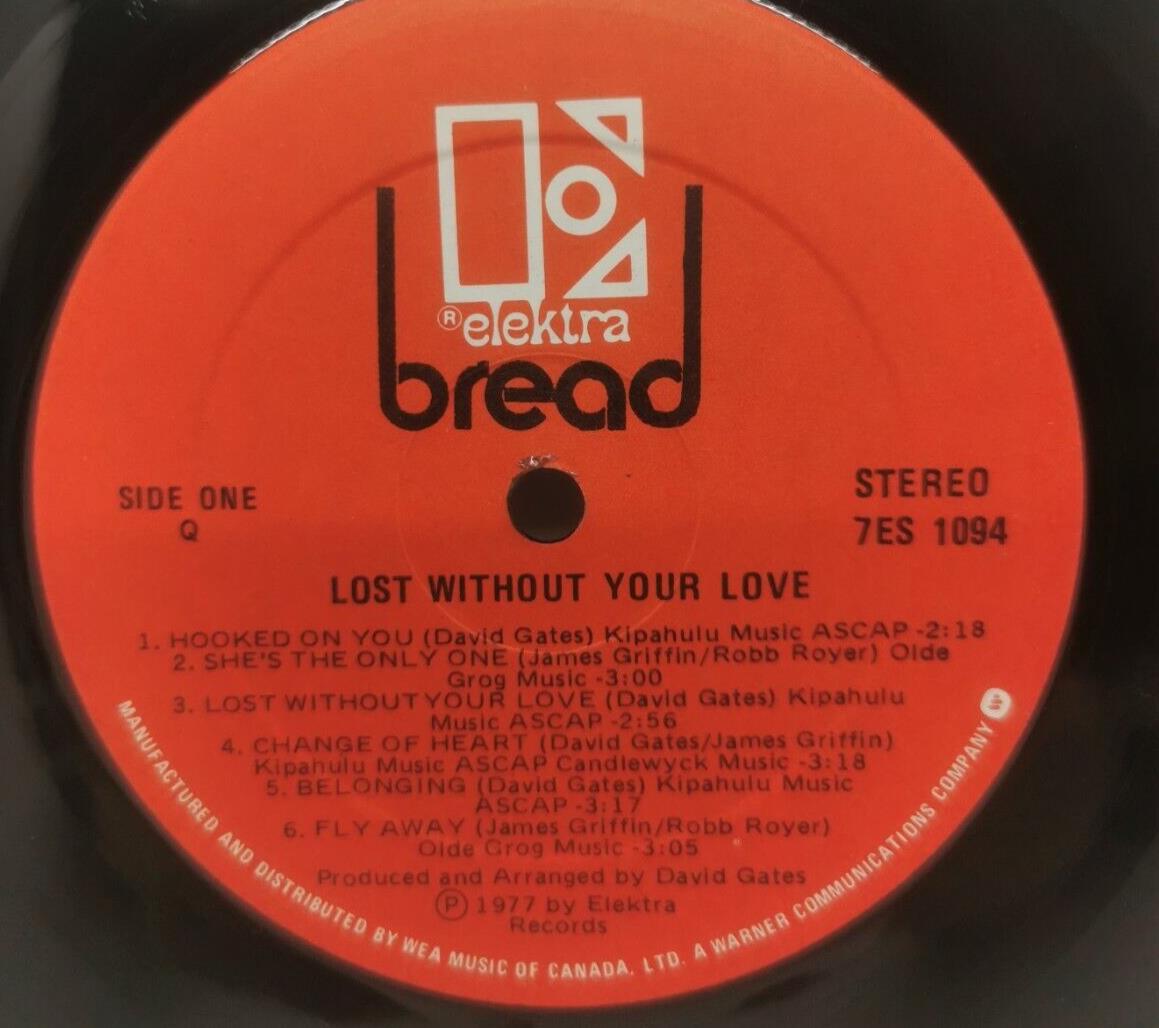 ® elektra
bread
SIDE ONE
Q
STEREO
7ES 1094
LOST WITHOUT YOUR LOVE
1. HOOKED ON YOU (David Gates) Kipahulu Music ASCAP -2:18
2. SHE'S THE ONLY ONE (James Griffin/Robb Royer) Olde
Grog Music -3:00
3. LOST WITHOUT YOUR LOVE (David Gates) Kipahulu
Music ASCAP -2:56
4. CHANGE OF HEART (David Gates/James Griffin)
Kipahulu Music ASCAP Candlewyck Music -3:18
5. BELONGING (David Gates) Kipahulu Music
ASCAP -3:17
6. FLY AWAY (James Griffin/Robb Royer)
Olde Grog Music -3:05
Produced and Arranged by David Gates
Ⓟ 1977 by Elektra
Records
MANUFACTURED AND DISTRIBUTED BY WEA MUSIC OF CANADA, LTD. A WARNER COMMUNICATIONS COMPANY